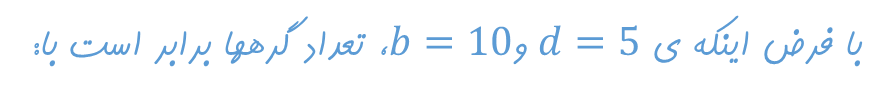 با فرض اینکه ی d = 5 و b = 10، تعداد گرهها برابر است با: